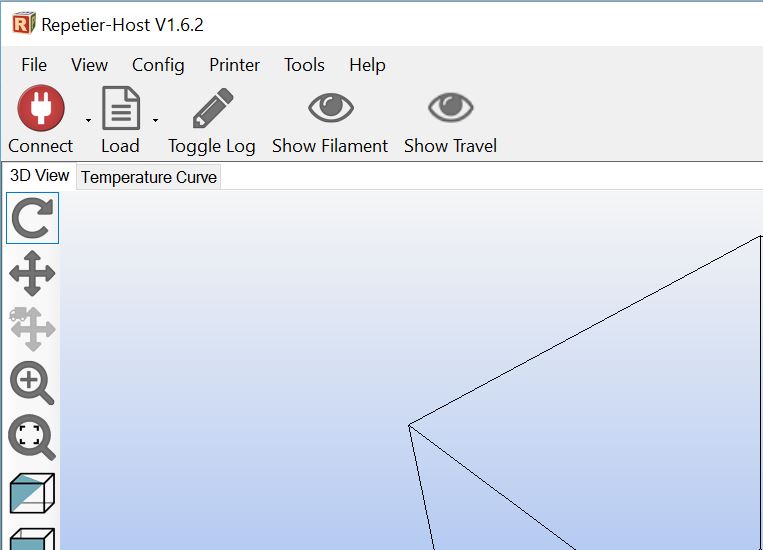 Repetier-Host V1.6.2
File View Config Printer Tools Help
Connect Load Toggle Log Show Filament Show Travel
3D View Temperature Curve